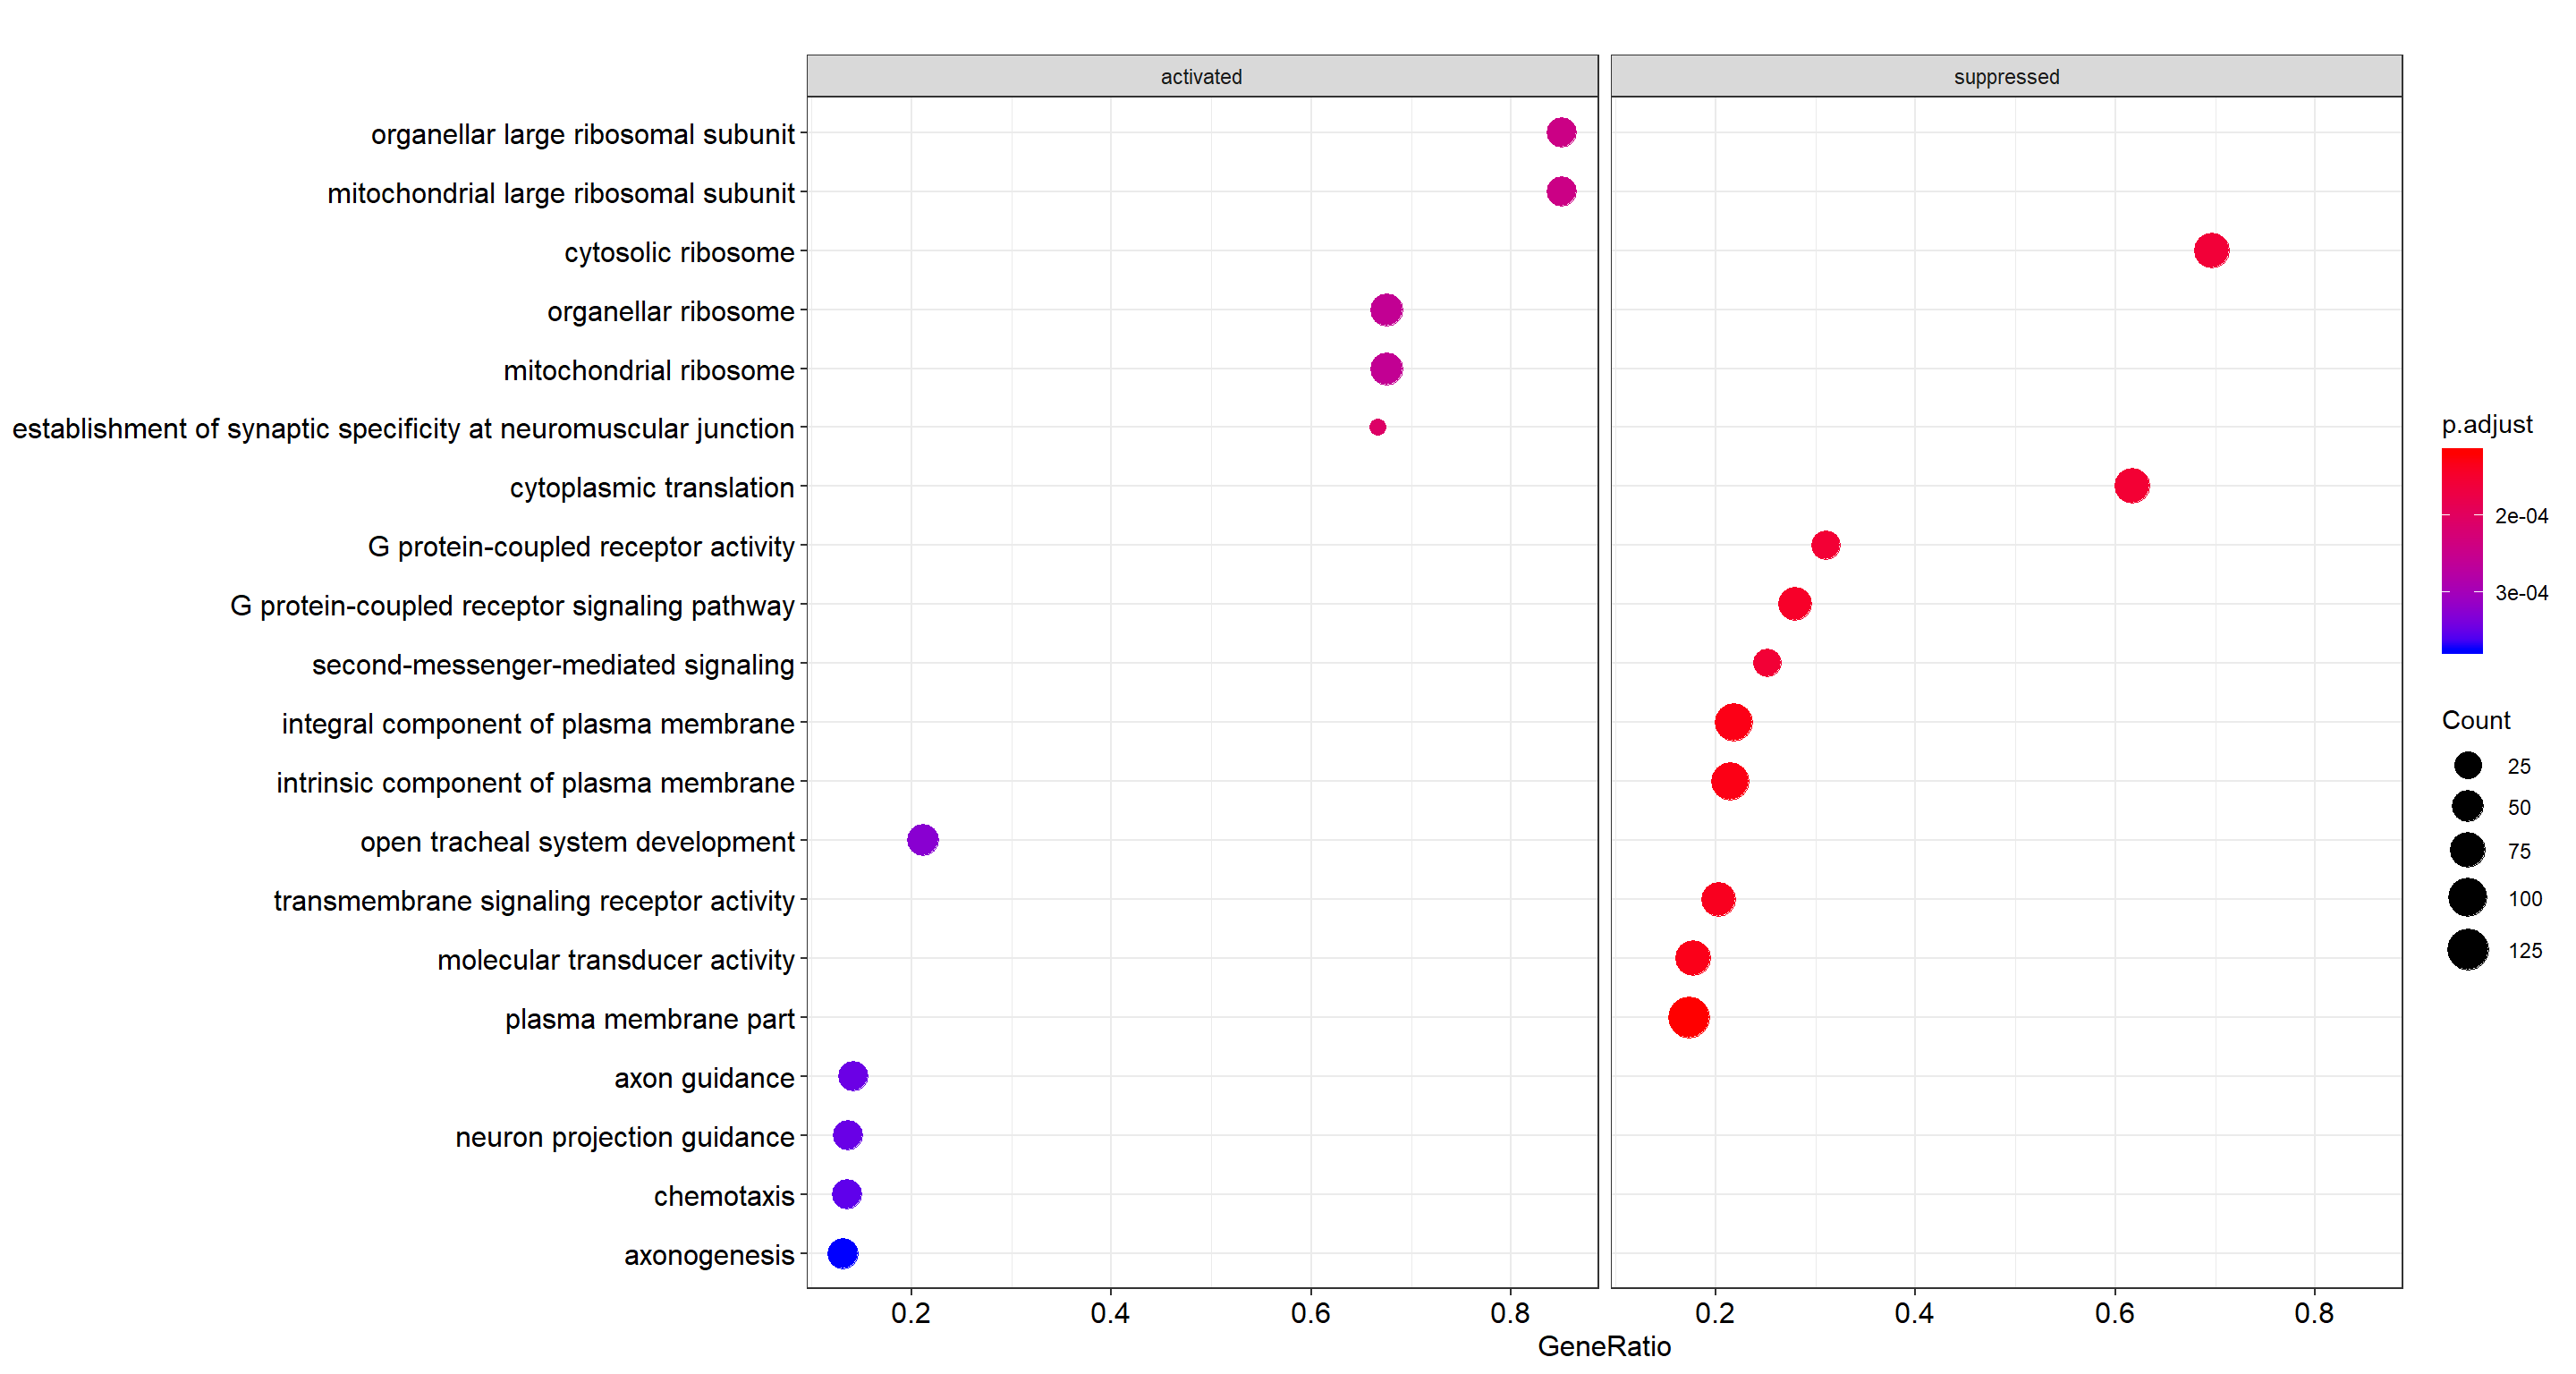 activated
suppressed
organellar large ribosomal subunit
mitochondrial large ribosomal subunit
cytosolic ribosome
organellar ribosome
mitochondrial ribosome
establishment of synaptic specificity at neuromuscular junction
cytoplasmic translation
G protein-coupled receptor activity
G protein-coupled receptor signaling pathway
second-messenger-mediated signaling
integral component of plasma membrane
intrinsic component of plasma membrane
open tracheal system development
transmembrane signaling receptor activity
molecular transducer activity
plasma membrane part
axon guidance
neuron projection guidance
chemotaxis
axonogenesis
0.2 0.4 0.6 0.8
0.2 0.4 0.6 0.8
GeneRatio
p.adjust
2e-04
3e-04
Count
25
50
75
100
125